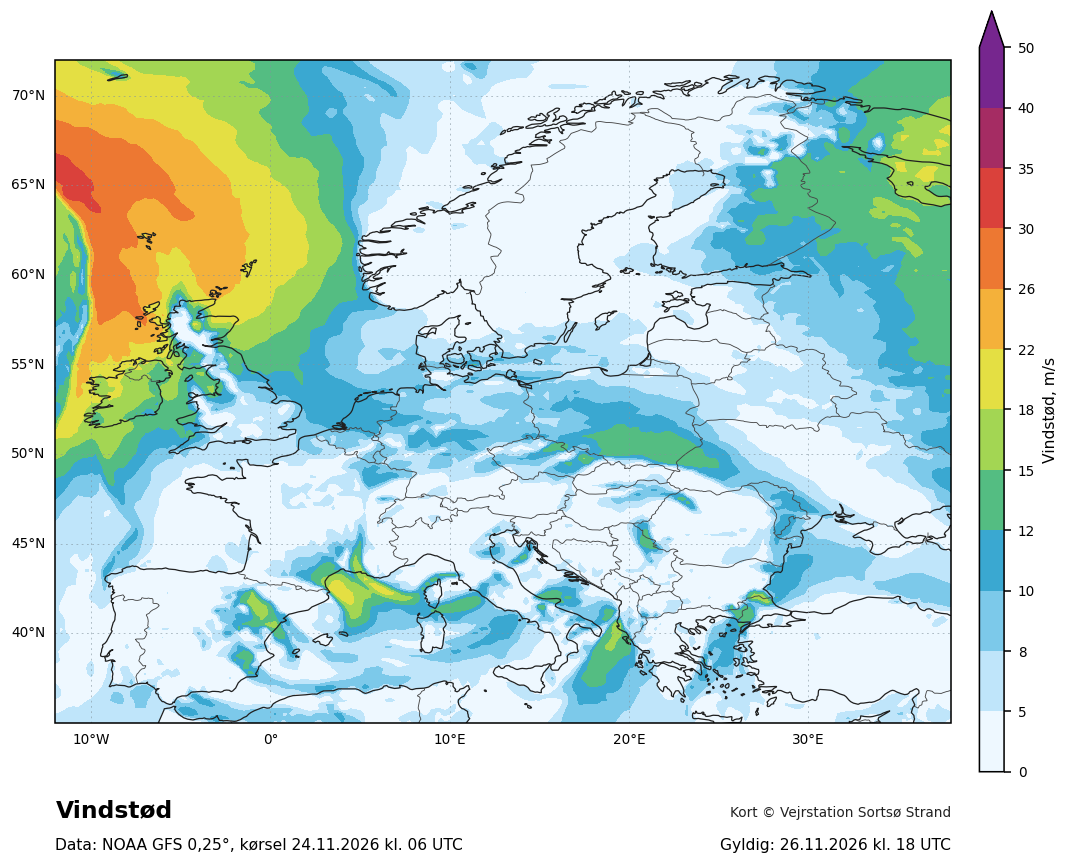 50
40
35
30
26
22
18
15
12
10
8
5
0
Vindstød, m/s
70°N
65°N
60°N
55°N
50°N
45°N
40°N
10°W
0°
10°E
20°E
30°E
Vindstød
Kort © Vejrstation Sortsø Strand
Data: NOAA GFS 0,25°, kørsel 24.11.2026 kl. 06 UTC
Gyldig: 26.11.2026 kl. 18 UTC